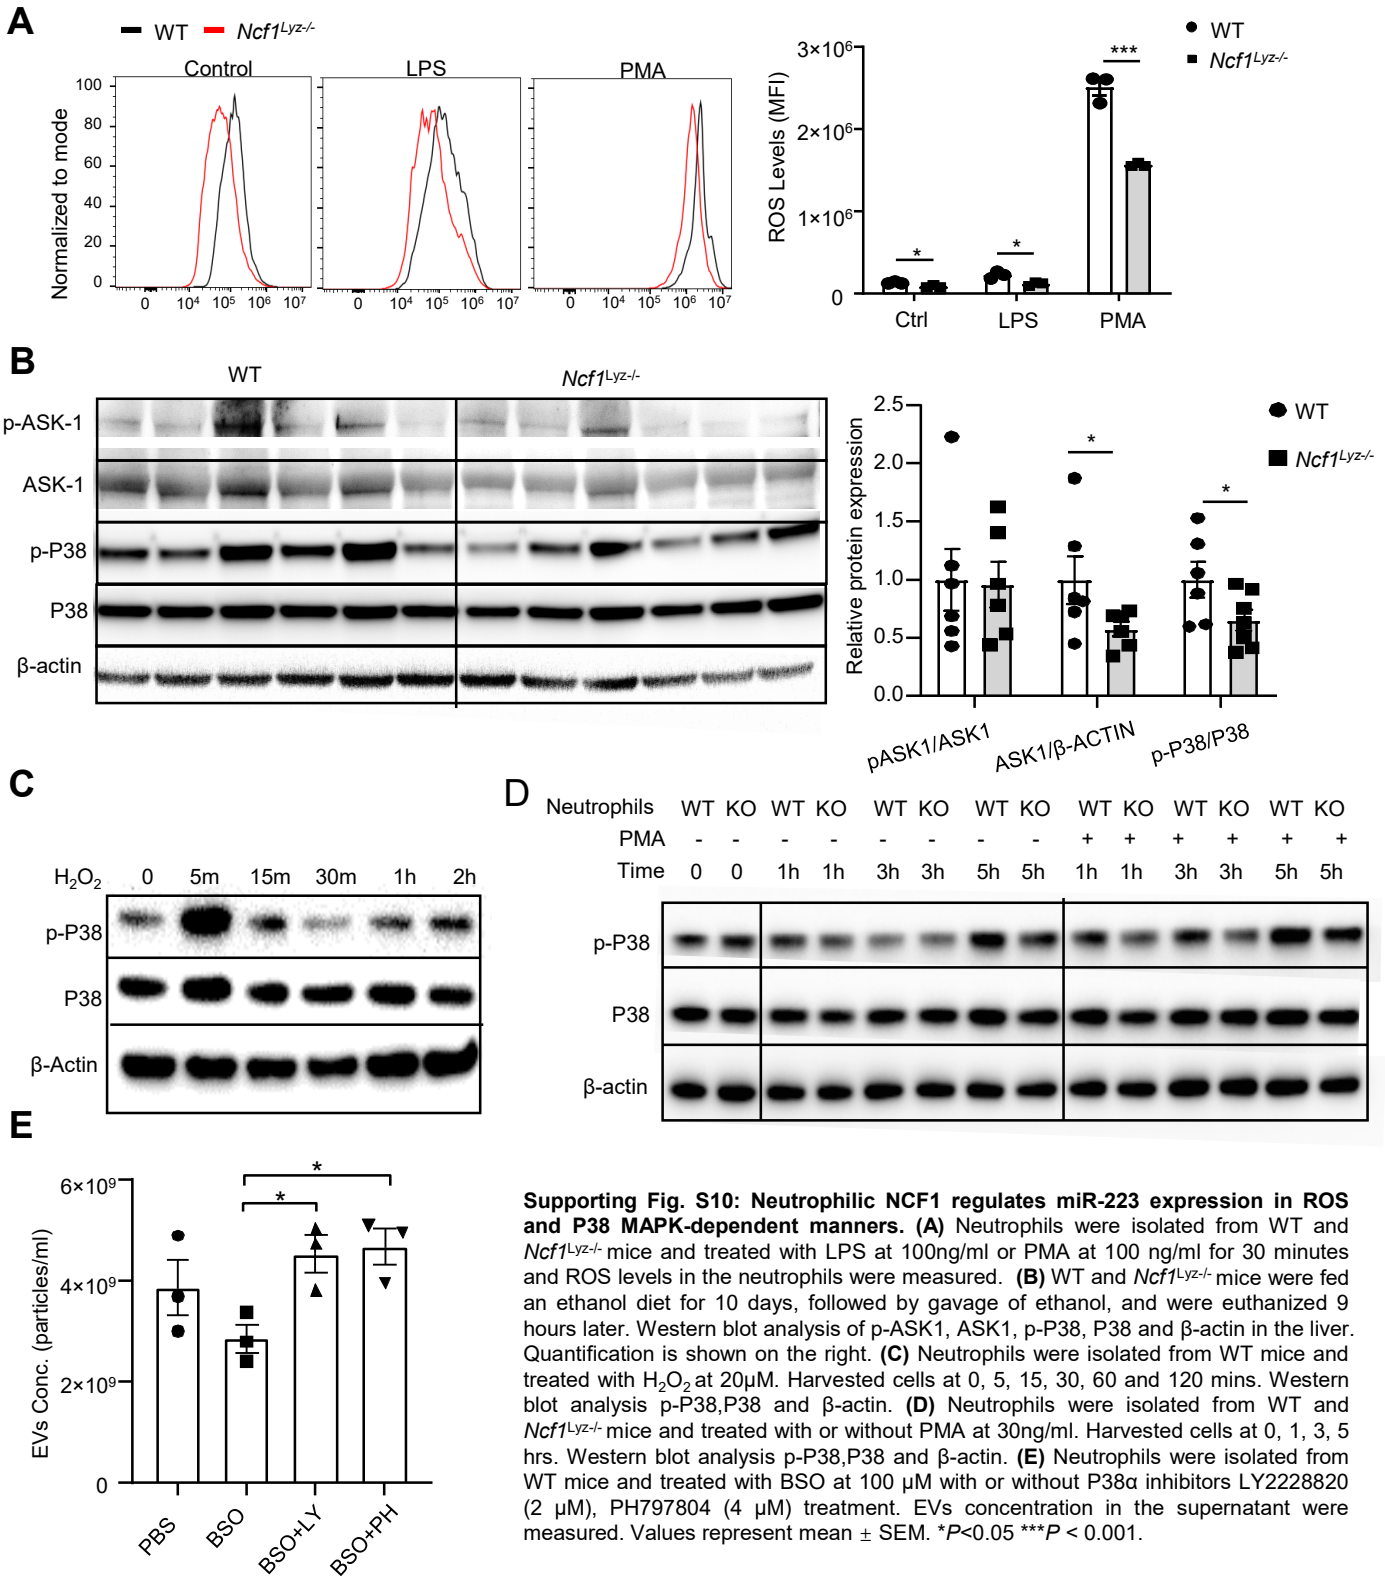 A
WT Ncf1Lyz-/-
Control LPS PMA
Normalized to mode
100
80
60
40
20
0
0 10⁴ 10⁵ 10⁶ 10⁷
0 10⁴ 10⁵ 10⁶ 10⁷
0 10⁴ 10⁵ 10⁶ 10⁷
WT
Ncf1Lyz-/-
ROS Levels (MFI)
3×10⁶
2×10⁶
1×10⁶
0
* * ***
Ctrl LPS PMA
B
WT Ncf1Lyz-/-
p-ASK-1
ASK-1
p-P38
P38
β-actin
Relative protein expression
2.5
2.0
1.5
1.0
0.5
0.0
* *
WT
Ncf1Lyz-/-
pASK1/ASK1 ASK1/β-ACTIN p-P38/P38
C
H₂O₂ 0 5m 15m 30m 1h 2h
p-P38
P38
β-Actin
D
Neutrophils WT KO WT KO WT KO WT KO WT KO WT KO WT KO
PMA - - - - - - - - + + + + + +
Time 0 0 1h 1h 3h 3h 5h 5h 1h 1h 3h 3h 5h 5h
p-P38
P38
β-actin
E
EVs Conc. (particles/ml)
6×10⁹
4×10⁹
2×10⁹
0
*
*
PBS BSO BSO+LY BSO+PH
Supporting Fig. S10: Neutrophilic NCF1 regulates miR-223 expression in ROS
and P38 MAPK-dependent manners. (A) Neutrophils were isolated from WT and
Ncf1Lyz-/- mice and treated with LPS at 100ng/ml or PMA at 100 ng/ml for 30 minutes
and ROS levels in the neutrophils were measured. (B) WT and Ncf1Lyz-/- mice were fed
an ethanol diet for 10 days, followed by gavage of ethanol, and were euthanized 9
hours later. Western blot analysis of p-ASK1, ASK1, p-P38, P38 and β-actin in the liver.
Quantification is shown on the right. (C) Neutrophils were isolated from WT mice and
treated with H₂O₂ at 20μM. Harvested cells at 0, 5, 15, 30, 60 and 120 mins. Western
blot analysis p-P38,P38 and β-actin. (D) Neutrophils were isolated from WT and
Ncf1Lyz-/- mice and treated with or without PMA at 30ng/ml. Harvested cells at 0, 1, 3, 5
hrs. Western blot analysis p-P38,P38 and β-actin. (E) Neutrophils were isolated from
WT mice and treated with BSO at 100 μM with or without P38α inhibitors LY2228820
(2 μM), PH797804 (4 μM) treatment. EVs concentration in the supernatant were
measured. Values represent mean ± SEM. *P<0.05 ***P < 0.001.